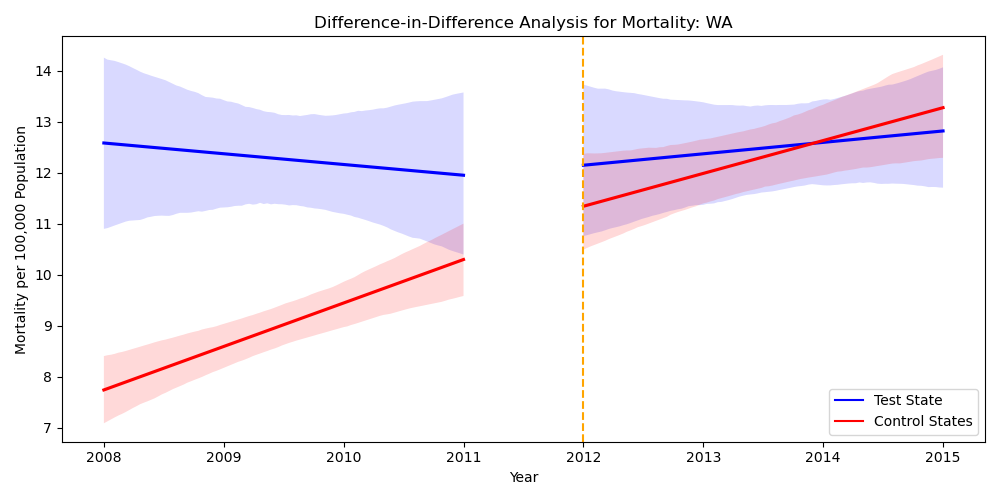 Difference-in-Difference Analysis for Mortality: WA
Mortality per 100,000 Population
14
13
12
11
10
9
8
7
2008 2009 2010 2011 2012 2013 2014 2015
Year
Test State
Control States